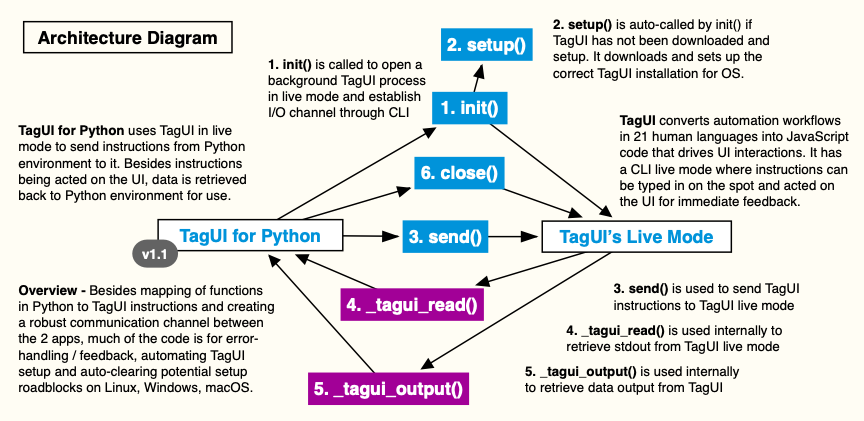 Architecture Diagram
2. setup()
2. setup() is auto-called by init() if
TagUI has not been downloaded and
setup. It downloads and sets up the
correct TagUI installation for OS.
1. init() is called to open a
background TagUI process
in live mode and establish
I/O channel through CLI
1. init()
TagUI for Python uses TagUI in live
mode to send instructions from Python
environment to it. Besides instructions
being acted on the UI, data is retrieved
back to Python environment for use.
TagUI converts automation workflows
in 21 human languages into JavaScript
code that drives UI interactions. It has
a CLI live mode where instructions can
be typed in on the spot and acted on
the UI for immediate feedback.
6. close()
TagUI for Python
v1.1
3. send()
TagUI's Live Mode
Overview - Besides mapping of functions
in Python to TagUI instructions and creating
a robust communication channel between
the 2 apps, much of the code is for error-
handling / feedback, automating TagUI
setup and auto-clearing potential setup
roadblocks on Linux, Windows, macOS.
4. _tagui_read()
5. _tagui_output()
3. send() is used to send TagUI
instructions to TagUI live mode
4. _tagui_read() is used internally to
retrieve stdout from TagUI live mode
5. _tagui_output() is used internally
to retrieve data output from TagUI